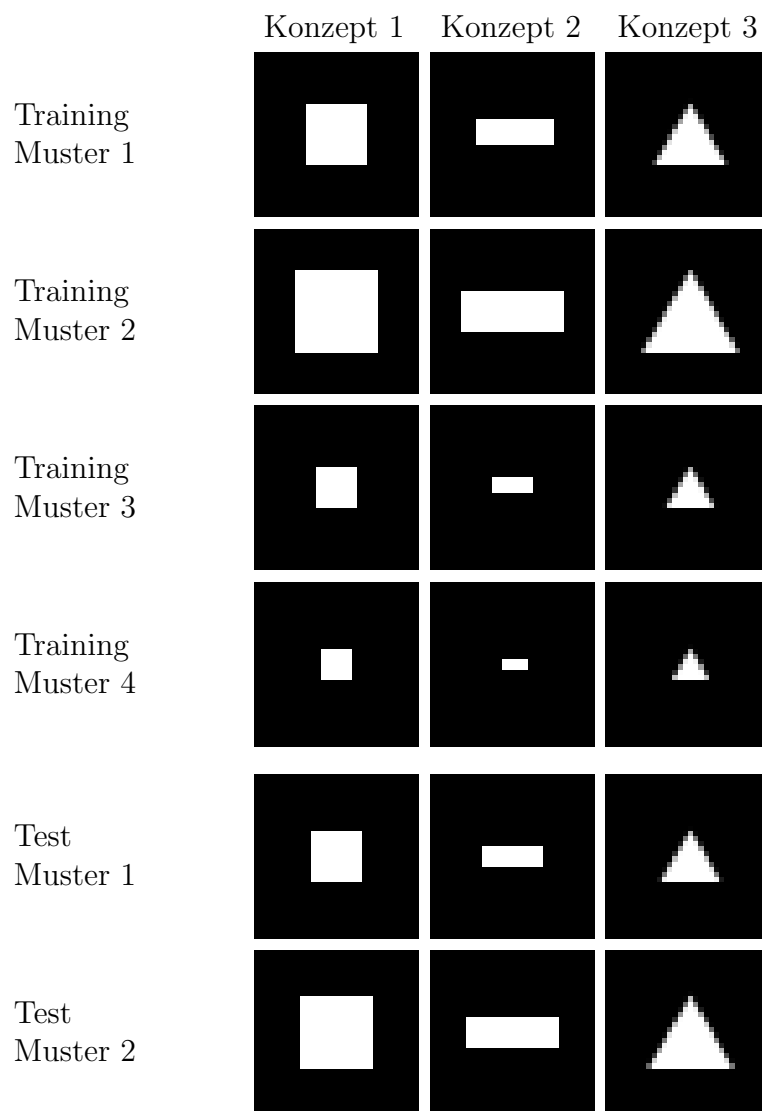 Konzept 1 Konzept 2 Konzept 3
Training
Muster 1
Training
Muster 2
Training
Muster 3
Training
Muster 4
Test
Muster 1
Test
Muster 2